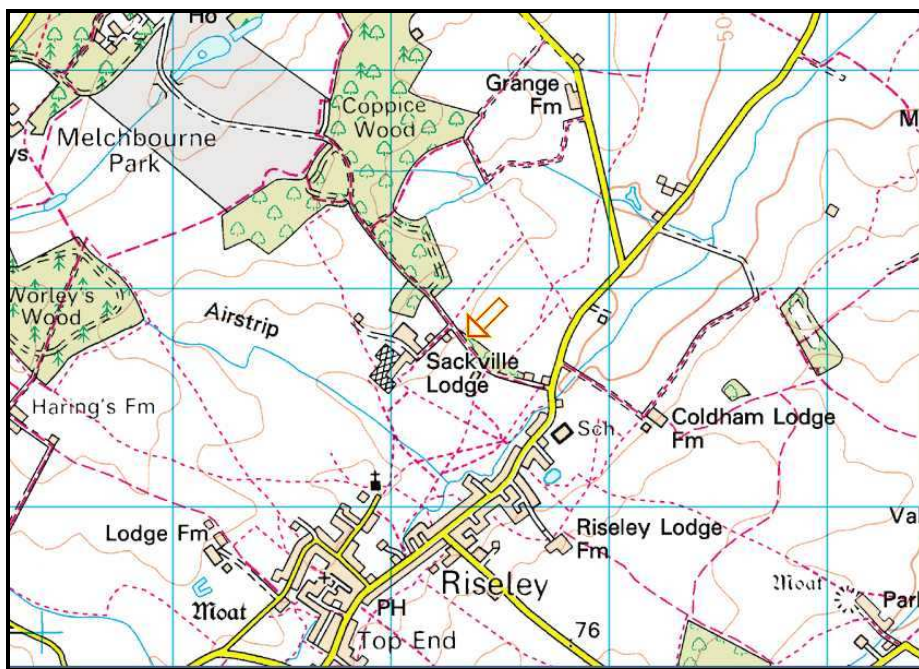 Ho
50
Grange
Fm
Coppice
Wood
M
Melchbourne
Park
ys
Worley's
Wood
Airstrip
Sackville
Lodge
Haring's Fm
Coldham Lodge
Fm
Sch
Lodge Fm
Riseley Lodge
Fm
Va
Riseley
Moat
Moat
Park
PH
Top End
76